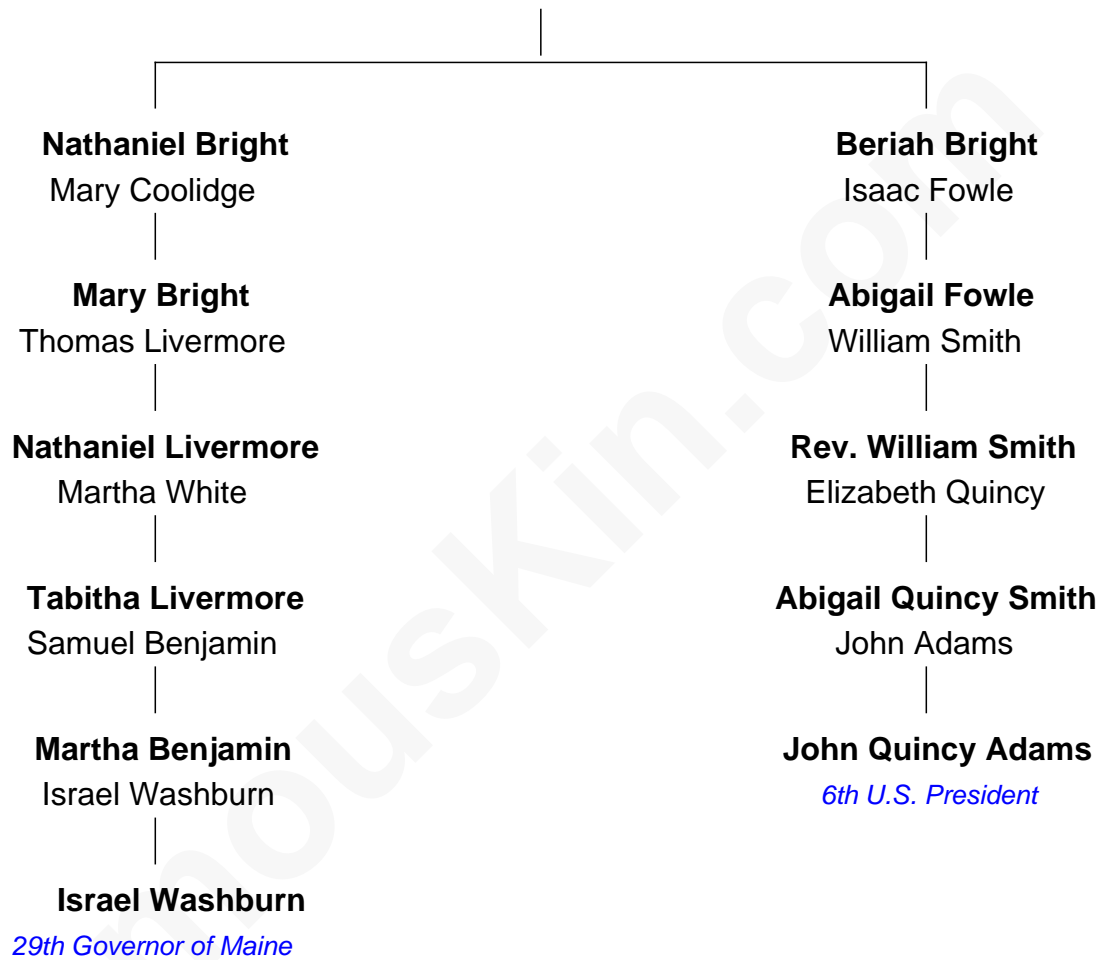 Nathaniel Bright
Mary Coolidge
Mary Bright
Thomas Livermore
Nathaniel Livermore
Martha White
Tabitha Livermore
Samuel Benjamin
Martha Benjamin
Israel Washburn
Israel Washburn
29th Governor of Maine
Beriah Bright
Isaac Fowle
Abigail Fowle
William Smith
Rev. William Smith
Elizabeth Quincy
Abigail Quincy Smith
John Adams
John Quincy Adams
6th U.S. President
mouskin.com